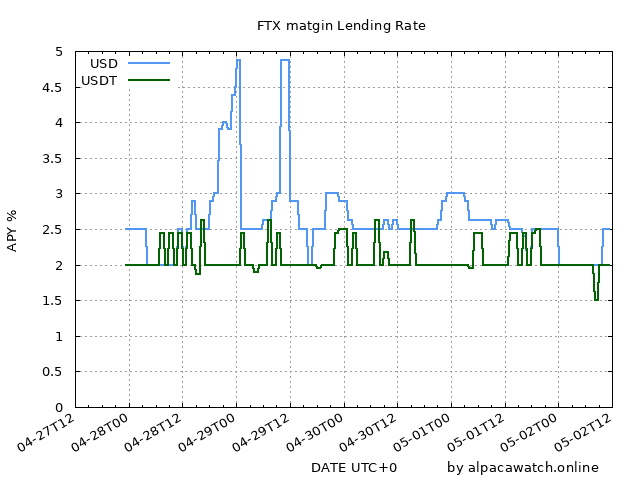 FTX matgin Lending Rate
USD
USDT
5
4.5
4
3.5
3
2.5
2
1.5
1
0.5
0
APY %
04-27T12
04-28T00
04-28T12
04-29T00
04-29T12
04-30T00
04-30T12
05-01T00
05-01T12
05-02T00
05-02T12
DATE UTC+0
by alpacawatch.online